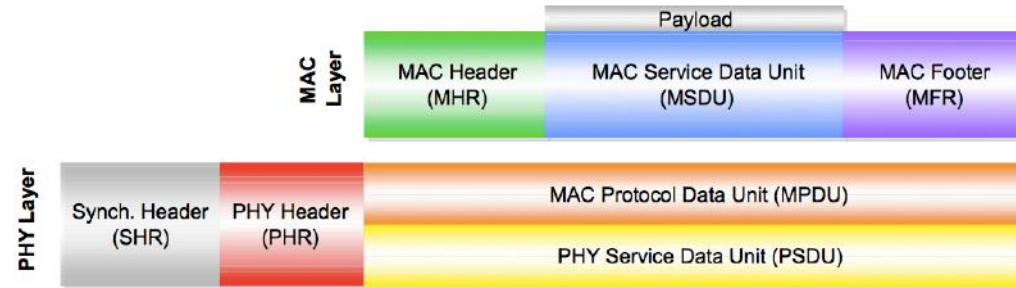 Payload
MAC
Layer
MAC Header
(MHR)
MAC Service Data Unit
(MSDU)
MAC Footer
(MFR)
PHY Layer
Synch. Header
(SHR)
PHY Header
(PHR)
MAC Protocol Data Unit (MPDU)
PHY Service Data Unit (PSDU)